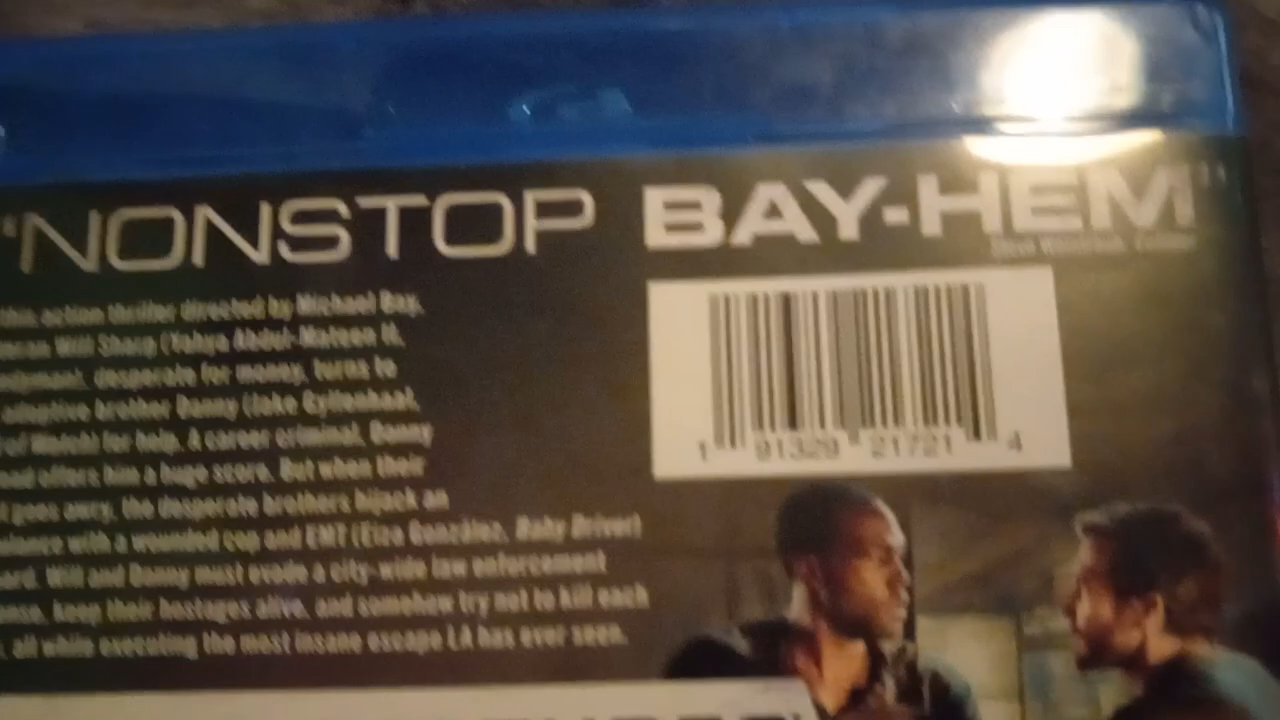 "NONSTOP BAY-HEM"
this action thriller directed by Michael Bay,
Will Sharp (Yahya Abdul-Mateen II,
desperate for money, turns to
adoptive brother Danny (Jake Gyllenhaal,
for help. A career criminal, Danny
offers him a huge score. But when their
goes awry, the desperate brothers hijack an
with a wounded cop and EMT (Eiza González, Baby Driver)
Will and Danny must evade a city-wide law enforcement
keep their hostages alive, and somehow try not to kill each
all while executing the most insane escape LA has ever seen.
1 91329 21721 4